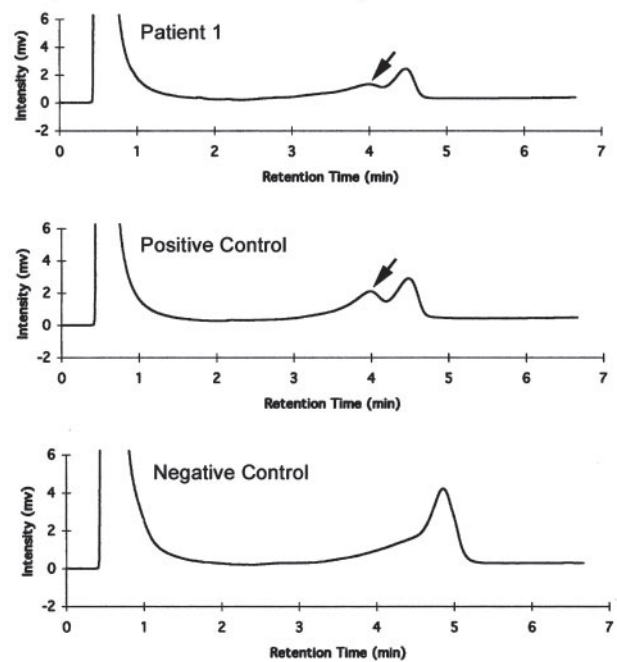 Patient 1
Intensity (mv)
6
4
2
0
-2
0 1 2 3 4 5 6 7
Retention Time (min)
Positive Control
Intensity (mv)
6
4
2
0
-2
0 1 2 3 4 5 6 7
Retention Time (min)
Negative Control
Intensity (mv)
6
4
2
0
-2
0 1 2 3 4 5 6 7
Retention Time (min)